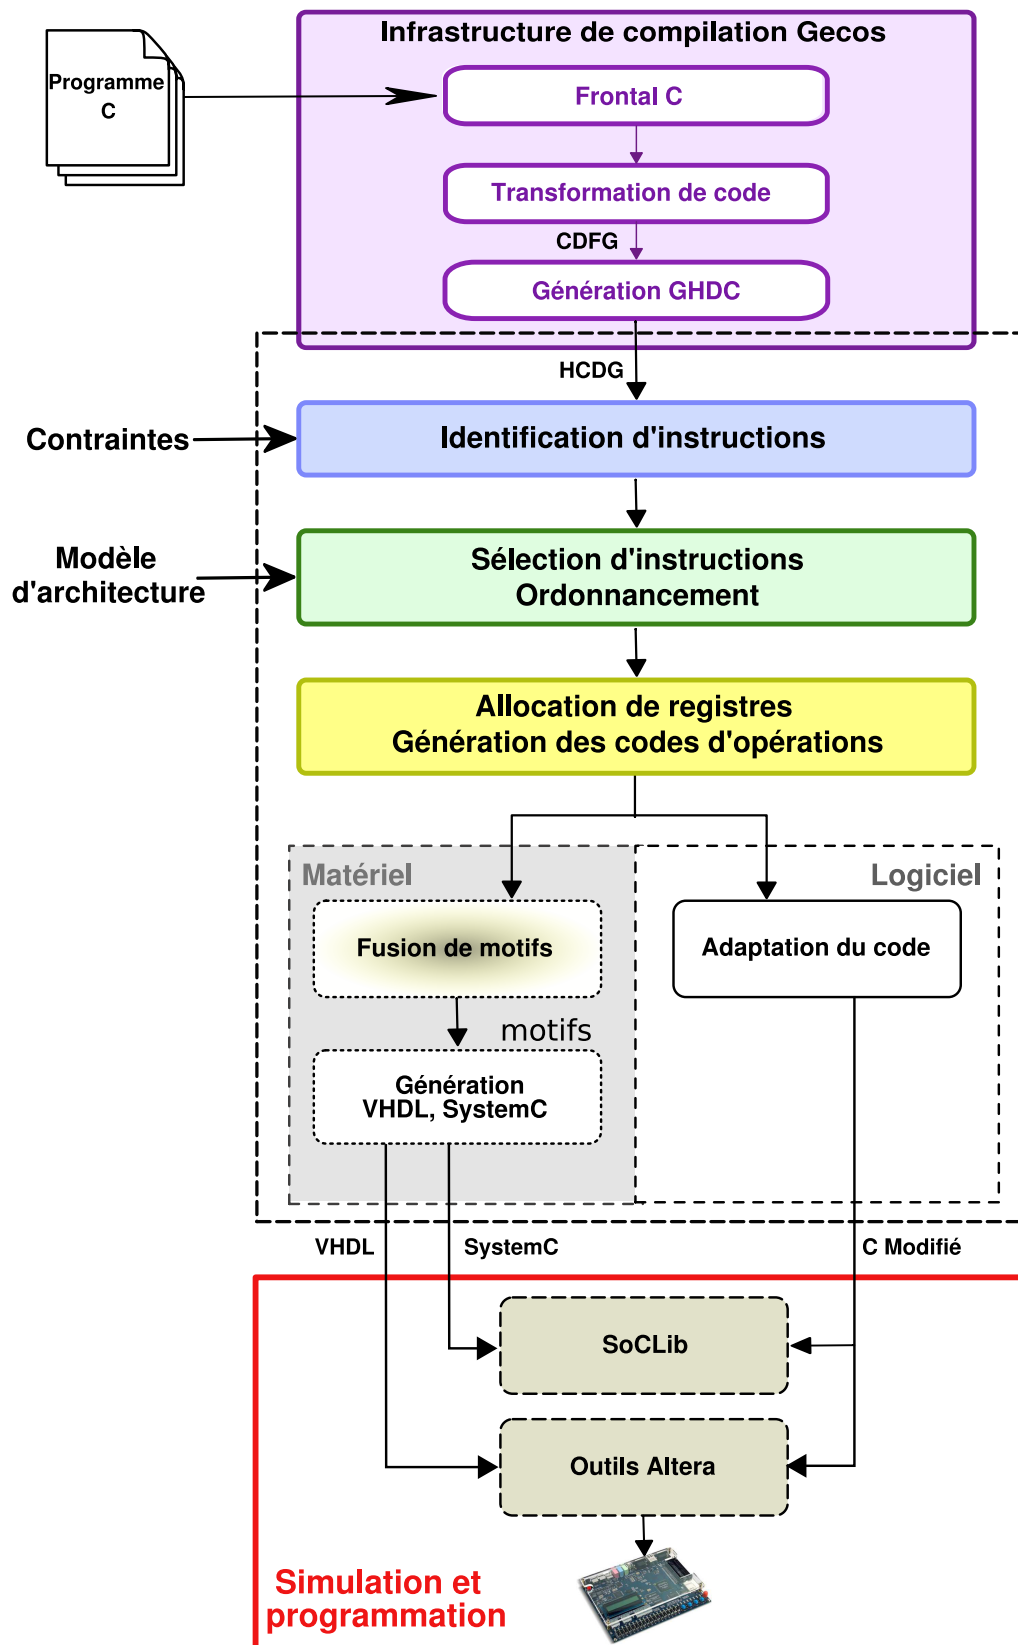 Infrastructure de compilation Gecos
Programme
C
Frontal C
Transformation de code
CDFG
Génération GHDC
HCDG
Contraintes
Identification d'instructions
Modèle
d'architecture
Sélection d'instructions
Ordonnancement
Allocation de registres
Génération des codes d'opérations
Matériel
Logiciel
Fusion de motifs
Adaptation du code
motifs
Génération
VHDL, SystemC
VHDL
SystemC
C Modifié
SoCLib
Outils Altera
Simulation et
programmation